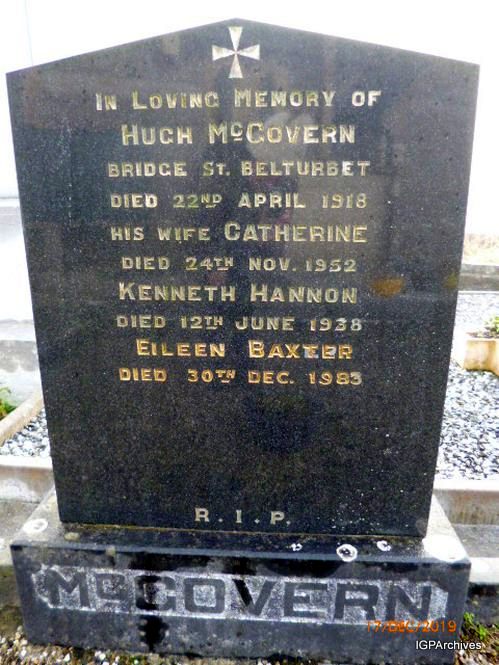 In Loving Memory of
Hugh McGovern
Bridge St. Belturbet
Died 22nd April 1918
His Wife Catherine
Died 24th Nov. 1952
Kenneth Hannon
Died 12th June 1938
Eileen Baxter
Died 30th Dec. 1983
R.I.P.
McGovern
17/DEC/2019
IGPArchives